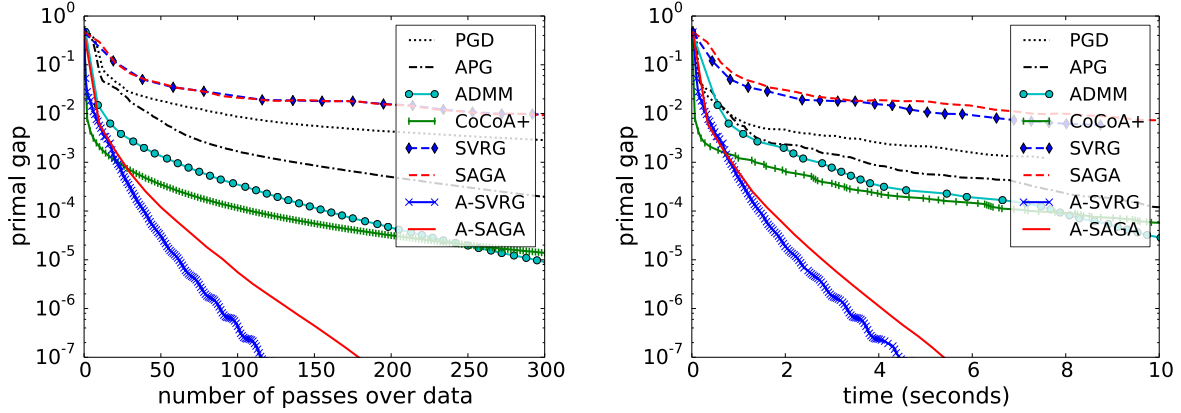 10^0
10^-1
10^-2
10^-3
10^-4
10^-5
10^-6
10^-7
primal gap
0 50 100 150 200 250 300
number of passes over data
PGD
APG
ADMM
CoCoA+
SVRG
SAGA
A-SVRG
A-SAGA
10^0
10^-1
10^-2
10^-3
10^-4
10^-5
10^-6
10^-7
primal gap
0 2 4 6 8 10
time (seconds)
PGD
APG
ADMM
CoCoA+
SVRG
SAGA
A-SVRG
A-SAGA